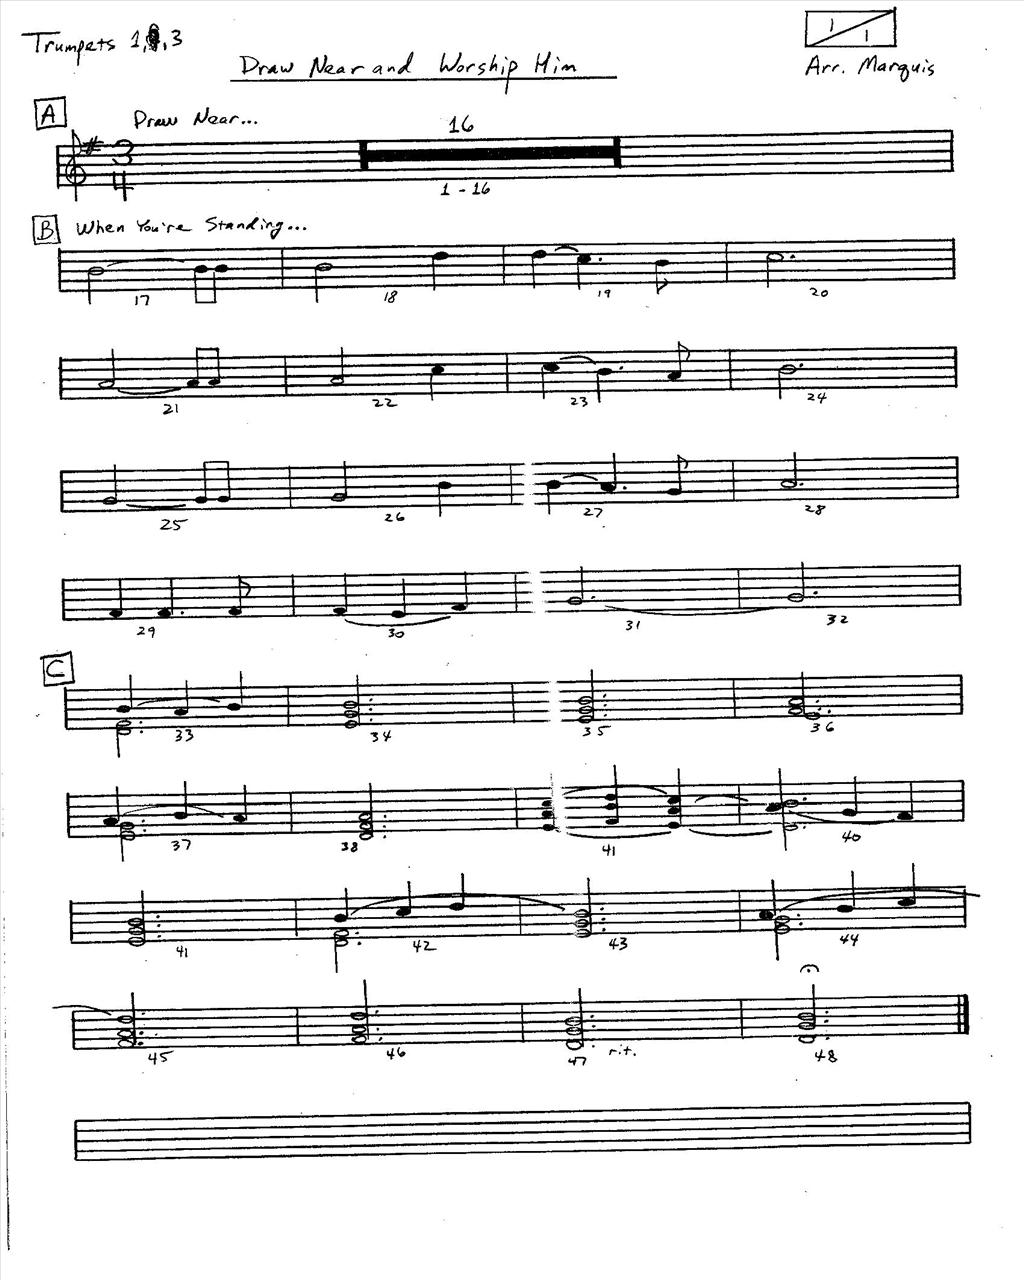 Trumpets 1, , 3
Draw Near and Worship Him
1 / 1
Arr. Marquis
A Draw Near...
3
4
16
1 - 16
B When You're Standing...
17 18 19 20
21 22 23 24
25 26 27 28
29 30 31 32
C
33 34 35 36
37 38 41 40
41 42 43 44
45 46 47 rit. 48